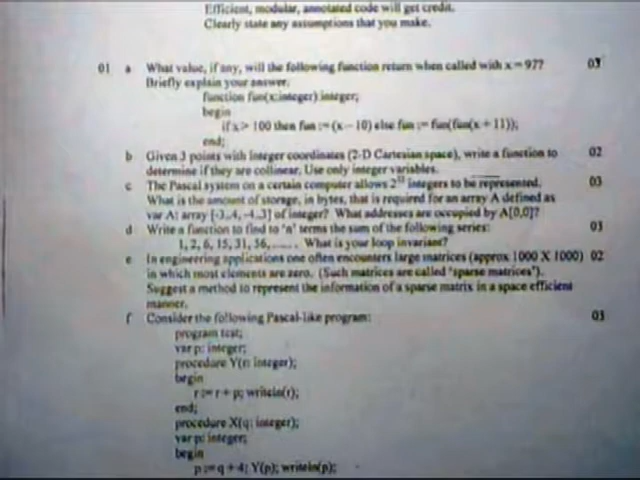 Efficient, modular, annotated code will get credit.
Clearly state any assumptions that you make.
01 a What value, if any, will the following function return when called with x = 97? 03
Briefly explain your answer.
function fun(x:integer):integer;
begin
if x > 100 then fun := (x – 10) else fun := fun(fun(x + 11));
end;
b Given 3 points with integer coordinates (2-D Cartesian space), write a function to 02
determine if they are collinear. Use only integer variables.
c The Pascal system on a certain computer allows integers to be represented. 03
What is the amount of storage, in bytes, that is required for an array A defined as
var A: array [-3..4, -4..3] of integer? What addresses are occupied by A[0,0]?
d Write a function to find to 'n' terms the sum of the following series: 03
1, 2, 6, 15, 31, 56,...... What is your loop invariant?
e In engineering applications one often encounters large matrices (approx 1000 X 1000) 02
in which most elements are zero. (Such matrices are called 'sparse matrices').
Suggest a method to represent the information of a sparse matrix in a space efficient
manner.
f Consider the following Pascal-like program: 03
program test;
var p: integer;
procedure Y(r: integer);
begin
r := r + p; writeln(r);
end;
procedure X(q: integer);
var p: integer;
begin
p := q + 4; Y(p); writeln(p);